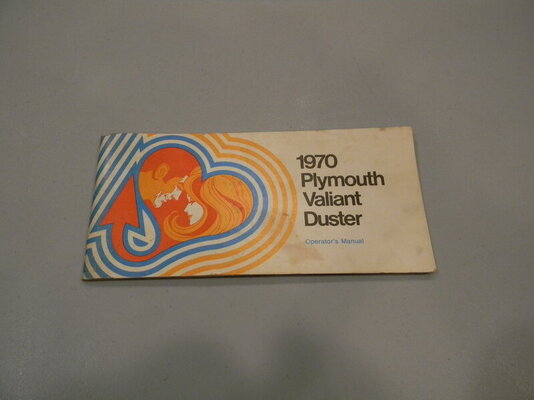 1970
Plymouth
Valiant
Duster
Operator's Manual